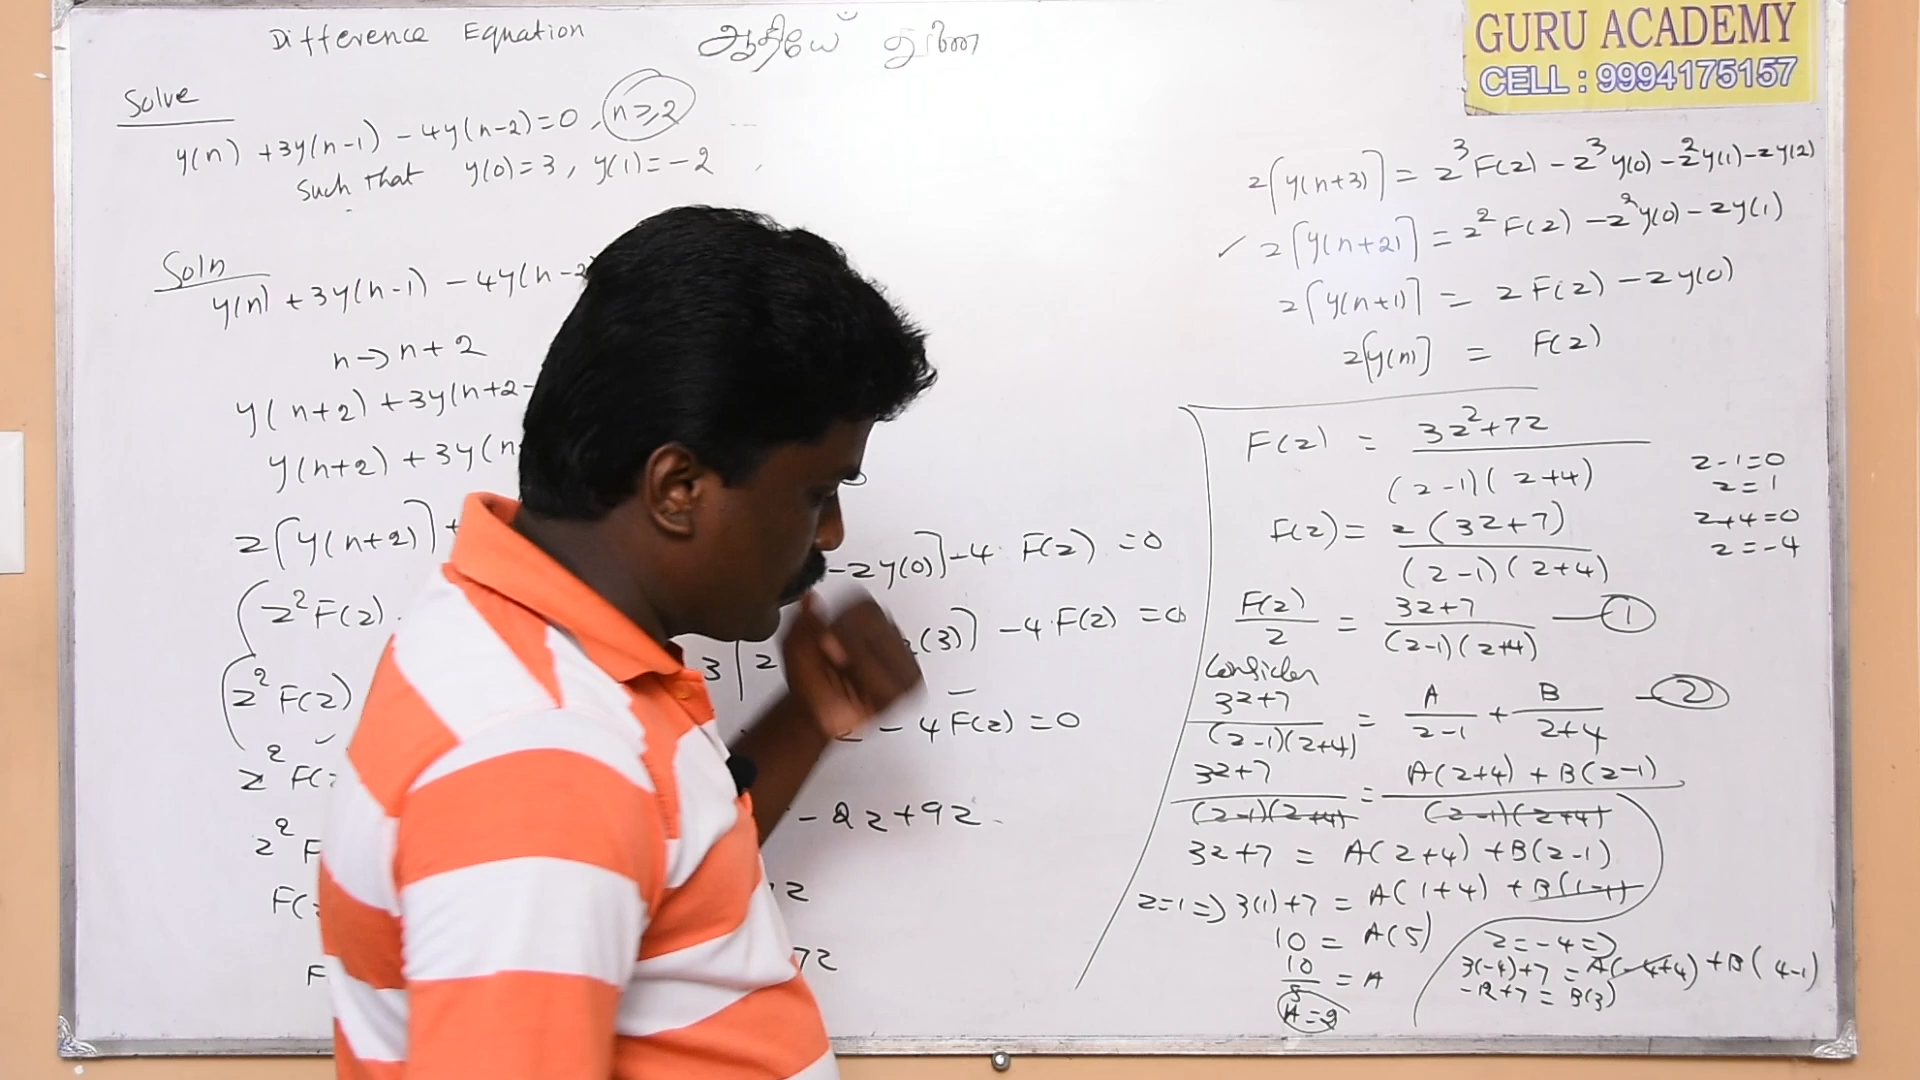 Difference Equation
ஆதியே துணை
GURU ACADEMY
CELL : 9994175157
Solve
y(n) + 3y(n-1) - 4y(n-2) = 0, n≥2
Such that y(0) = 3, y(1) = -2
Soln
y(n) + 3y(n-1) - 4y(n-2
n → n+2
y(n+2) + 3y(n+2-
y(n+2) + 3y(n
z[y(n+2)] +
-zy(0)] - 4 F(z) = 0
z²F(z)
(3)] - 4 F(z) = 0
z²F(z)
- 4F(z) = 0
z²F(z
- 2z + 9z
z²F
F(z
z
F
7z
z[y(n+3)] = z³F(z) - z³y(0) - z²y(1) - zy(2)
✓ z[y(n+2)] = z²F(z) - z²y(0) - zy(1)
z[y(n+1)] = zF(z) - zy(0)
z[y(n)] = F(z)
F(z) = 3z²+7z / (z-1)(z+4)
z-1=0
z=1
F(z) = z(3z+7) / (z-1)(z+4)
z+4=0
z=-4
F(z)/z = 3z+7 / (z-1)(z+4) — ①
Consider
3z+7 / (z-1)(z+4) = A/z-1 + B/z+4 — ②
3z+7 / (z-1)(z+4) = A(z+4) + B(z-1) / (z-1)(z+4)
3z+7 = A(z+4) + B(z-1)
z=1 => 3(1)+7 = A(1+4) + B(1-1)
10 = A(5)
10/5 = A
A=2
z=-4 =>
3(-4)+7 = A(-4+4) + B(4-1)
-12+7 = B(3)